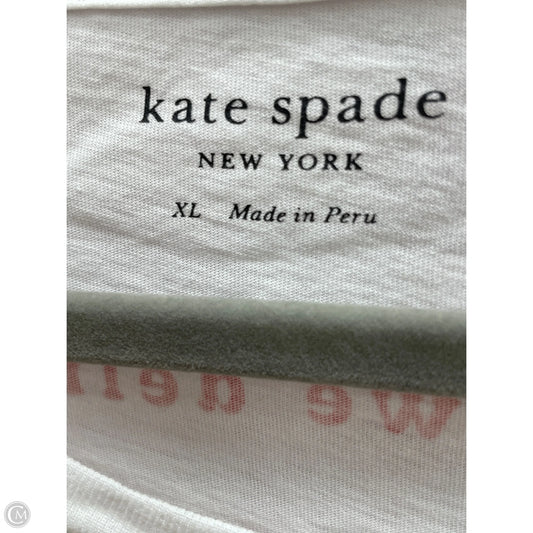 kate spade
NEW YORK
XL Made in Peru